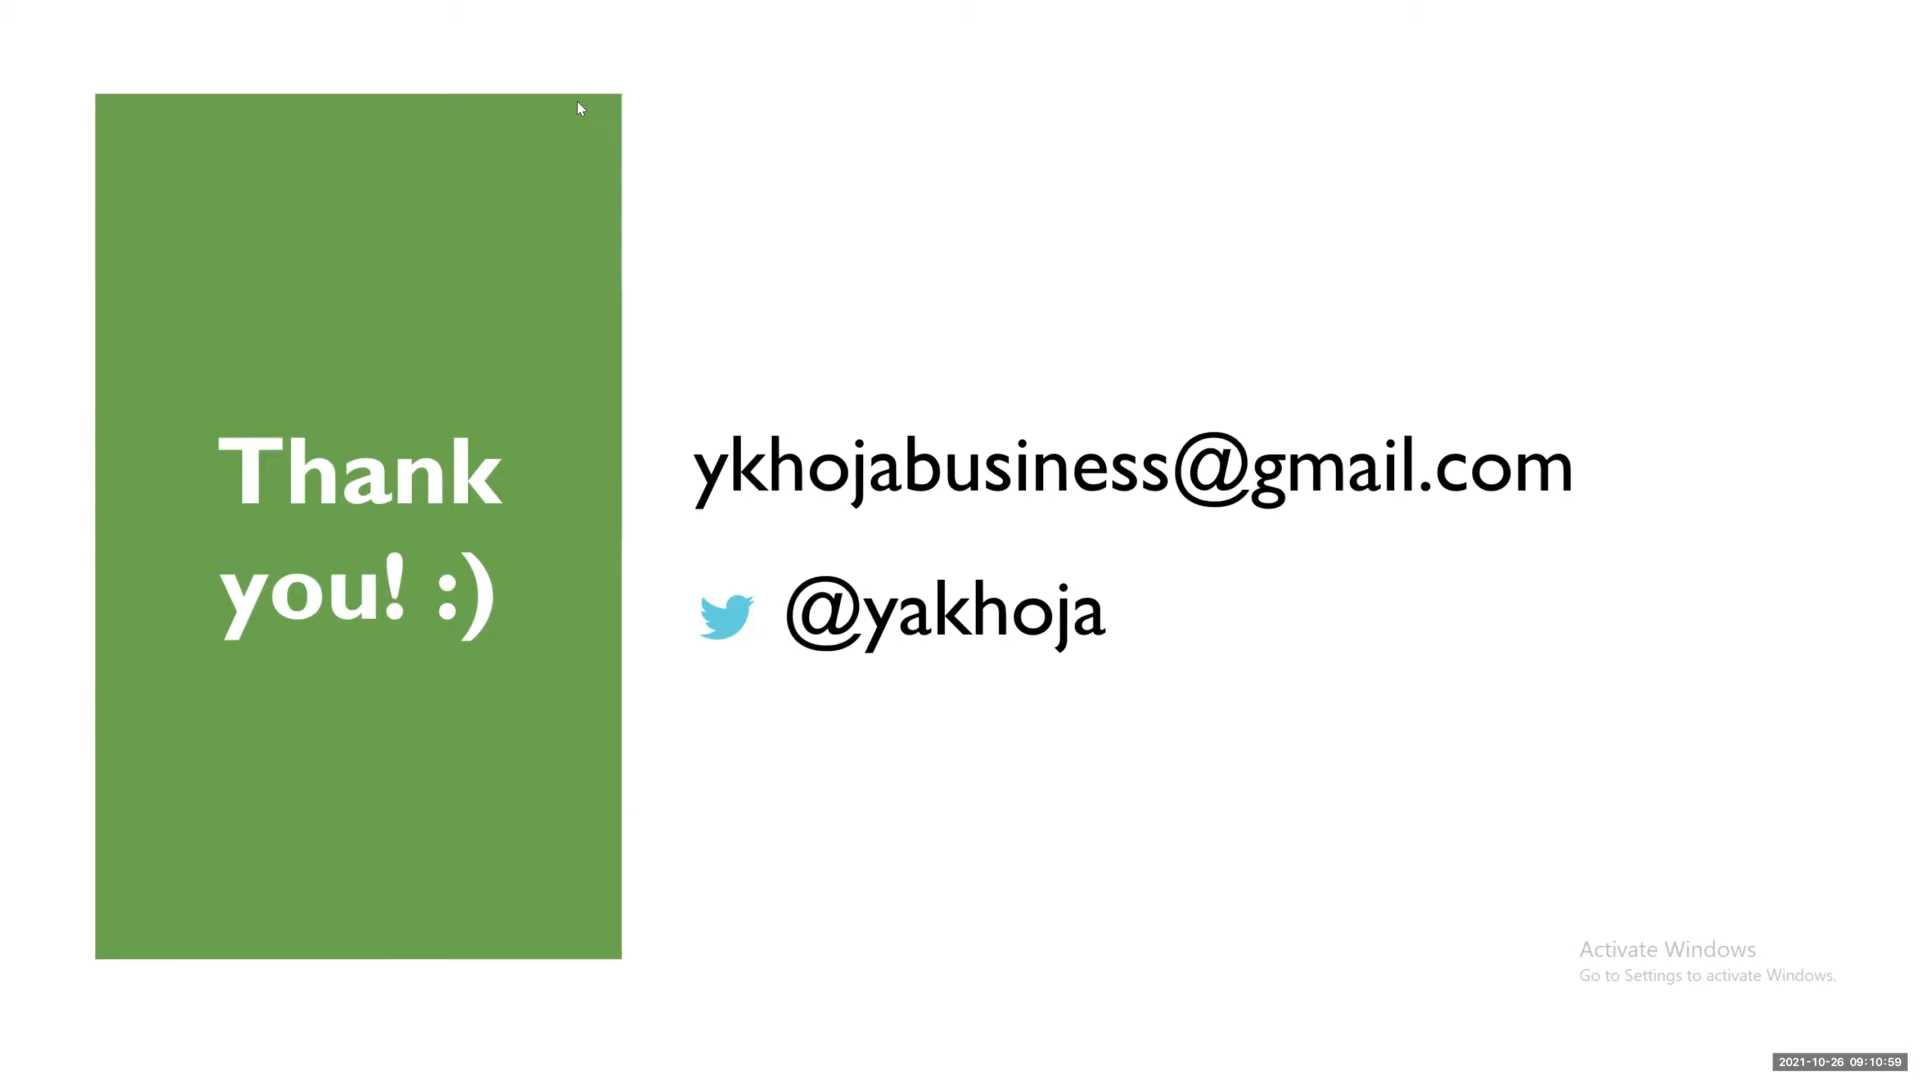 Thank
you! :)
ykhojabusiness@gmail.com
@yakhoja
Activate Windows
Go to Settings to activate Windows.
2021-10-26 09:10:59